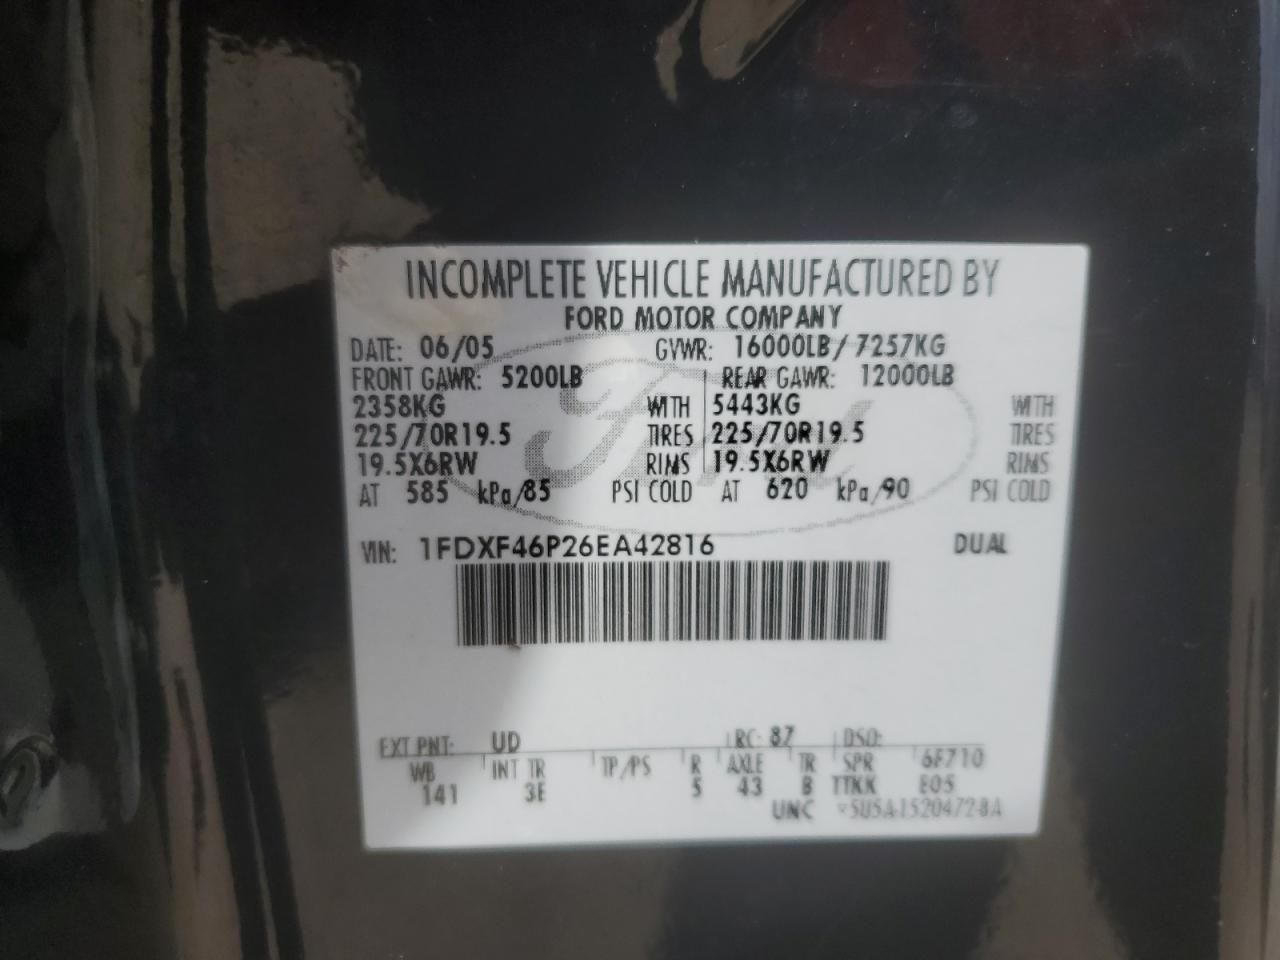 INCOMPLETE VEHICLE MANUFACTURED BY
FORD MOTOR COMPANY
DATE: 06/05 GVWR: 16000LB/7257KG
FRONT GAWR: 5200LB REAR GAWR: 12000LB
2358KG WITH 5443KG WITH
225/70R19.5 TIRES 225/70R19.5 TIRES
19.5X6RW RIMS 19.5X6RW RIMS
AT 585 kPa/85 PSI COLD AT 620 kPa/90 PSI COLD
VIN: 1FDXF46P26EA42816 DUAL
EXT PNT: UD RC: 87 DSO:
WB INT TR TP/PS R AXLE TR SPR 6F710
141 3E 5 43 B TTKK E05
UNC